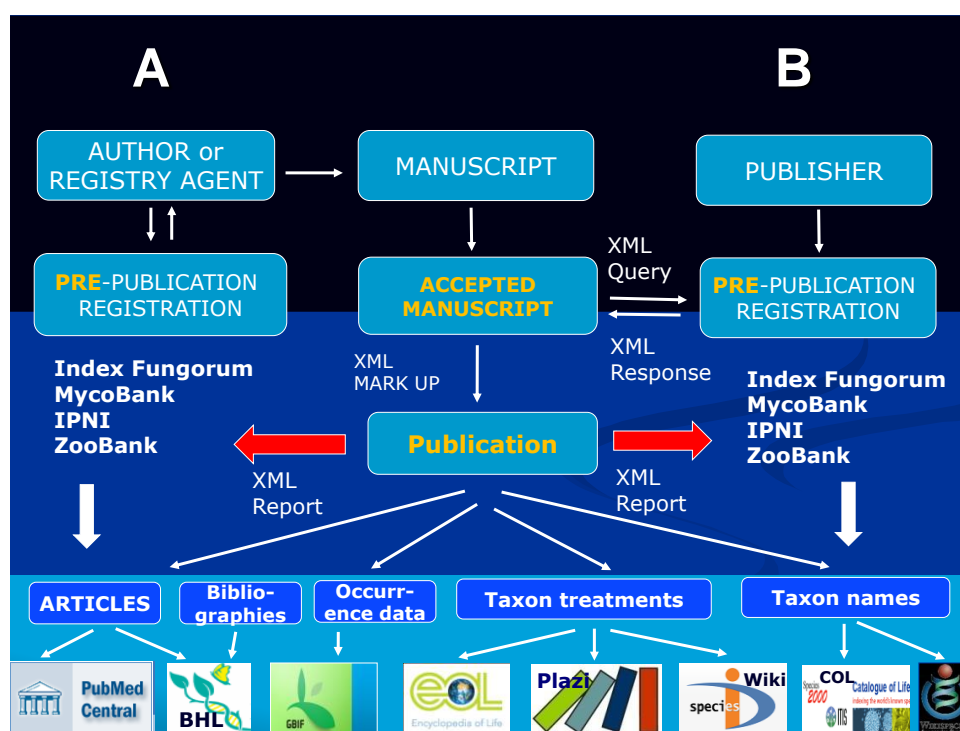 A
B
AUTHOR or
REGISTRY AGENT
MANUSCRIPT
PUBLISHER
PRE-PUBLICATION
REGISTRATION
ACCEPTED
MANUSCRIPT
XML
Query
PRE-PUBLICATION
REGISTRATION
XML
Response
XML
MARK UP
Index Fungorum
MycoBank
IPNI
ZooBank
Index Fungorum
MycoBank
IPNI
ZooBank
Publication
XML
Report
XML
Report
ARTICLES
Biblio-
graphies
Occurr-
ence data
Taxon treatments
Taxon names
PubMed
Central
BHL
GBIF
EOL
Encyclopedia of Life
Plazi
Wiki
species
Species
2000
COL
ITIS
Catalogue of Life